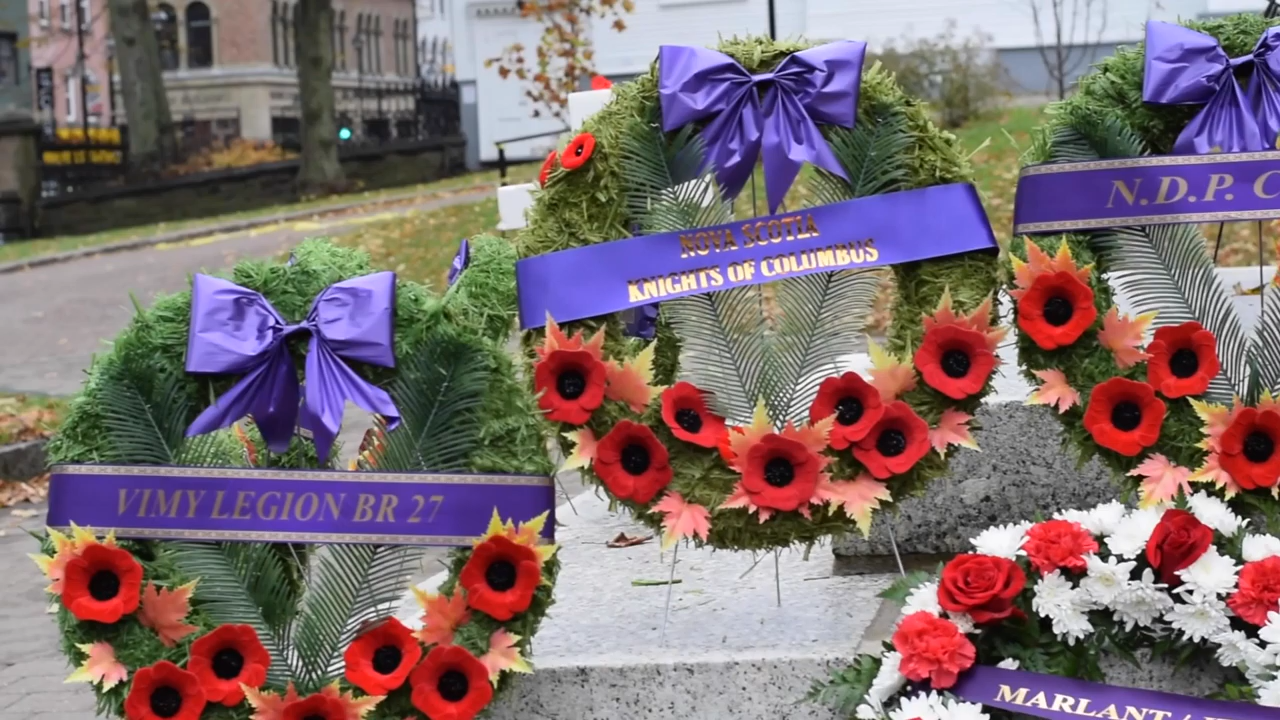 NOVA SCOTIA
KNIGHTS OF COLUMBUS
N.D.P.
VIMY LEGION BR 27
MARLANT